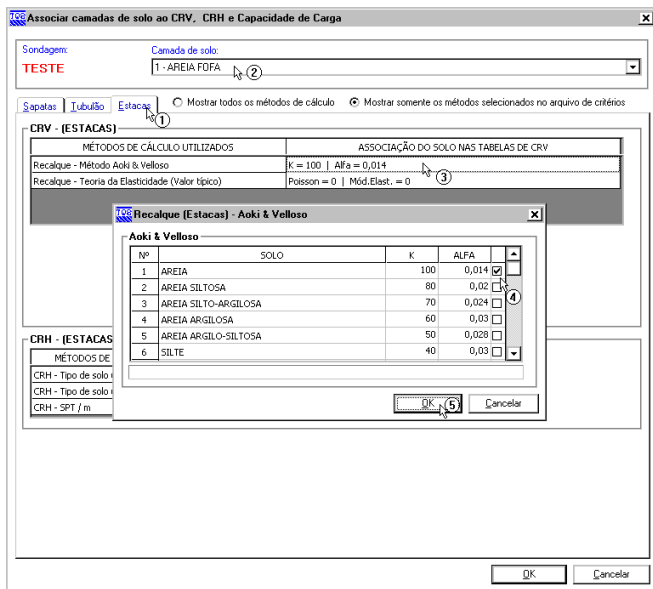 TQS Associar camadas de solo ao CRV, CRH e Capacidade de Carga
Sondagem: Camada de solo:
TESTE 1 - AREIA FOFA 2
Sapatas Tubulão Estacas Mostrar todos os métodos de cálculo Mostrar somente os métodos selecionados no arquivo de critérios
1
CRV - (ESTACAS)
MÉTODOS DE CÁLCULO UTILIZADOS ASSOCIAÇÃO DO SOLO NAS TABELAS DE CRV
Recalque - Método Aoki & Velloso K = 100 | Alfa = 0,014
3
Recalque - Teoria da Elasticidade (Valor típico) Poisson = 0 | Mód.Elast. = 0
TQS Recalque (Estacas) - Aoki & Velloso
Aoki & Velloso
Nº SOLO K ALFA
1 AREIA 100 0,014
2 AREIA SILTOSA 80 0,02
4
3 AREIA SILTO-ARGILOSA 70 0,024
4 AREIA ARGILOSA 60 0,03
5 AREIA ARGILO-SILTOSA 50 0,028
6 SILTE 40 0,03
OK 5 Cancelar
CRH - (ESTACAS
MÉTODOS DE
CRH - Tipo de solo
CRH - Tipo de solo
CRH - SPT / m
OK Cancelar